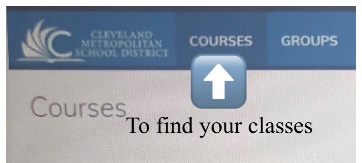 CLEVELAND
METROPOLITAN
SCHOOL DISTRICT
COURSES
GROUPS
Courses
To find your classes